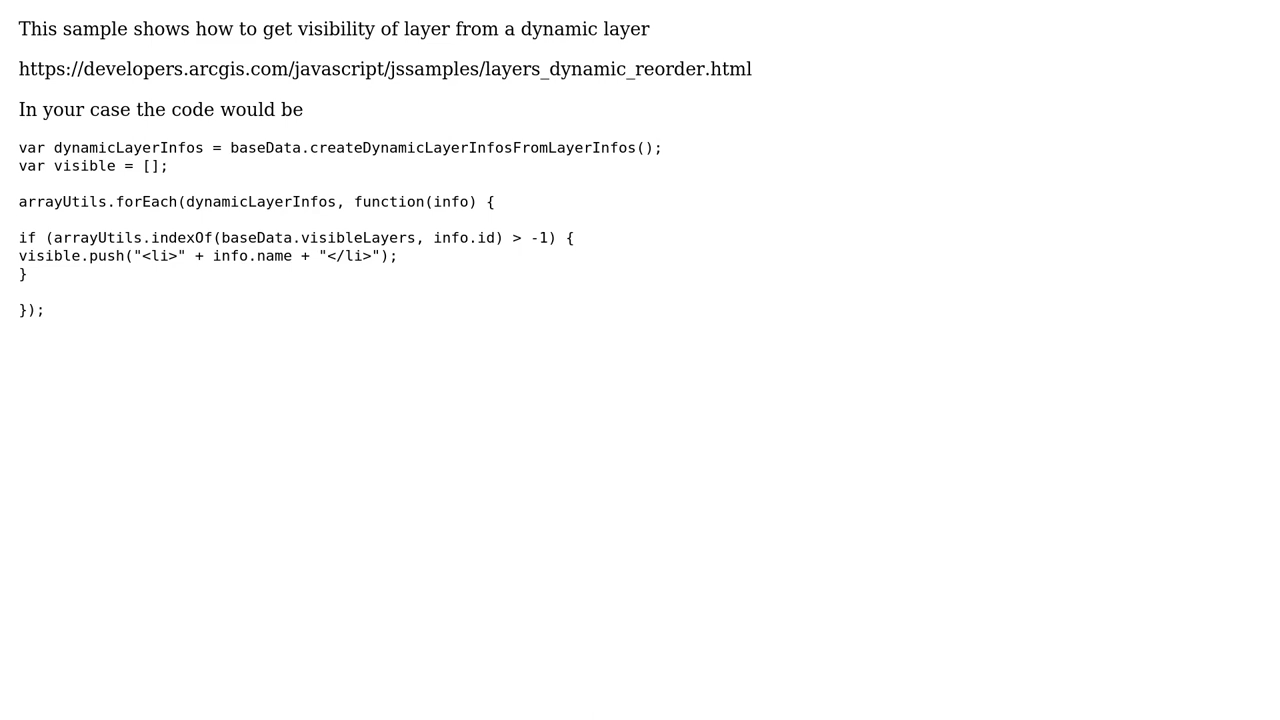 This sample shows how to get visibility of layer from a dynamic layer
https://developers.arcgis.com/javascript/jssamples/layers_dynamic_reorder.html
In your case the code would be
var dynamicLayerInfos = baseData.createDynamicLayerInfosFromLayerInfos();
var visible = [];
arrayUtils.forEach(dynamicLayerInfos, function(info) {
if (arrayUtils.indexOf(baseData.visibleLayers, info.id) > -1) {
visible.push("<li>" + info.name + "</li>");
}
});